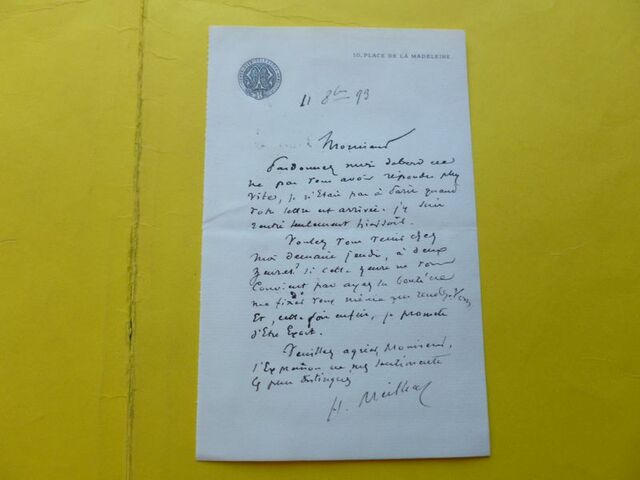 10, PLACE DE LA MADELEINE.
11 8bre 93
Monsieur
Pardonnez moi d'abord de
ne pas vous avoir répondu plus
vite, je n'étais pas à Paris quand
votre lettre est arrivée. j'y suis
rentré seulement hier soir.
Voulez vous venir chez
moi demain jeudi, à deux
heures? si cette heure ne vous
convient pas ayez la bonté de
me fixer vous même un rendez-vous
Et, cette fois enfin, je promets
d'être Exact.
Veuillez agréer, Monsieur,
l'Expression de mes sentiments
les plus distingués
H. Meilhac